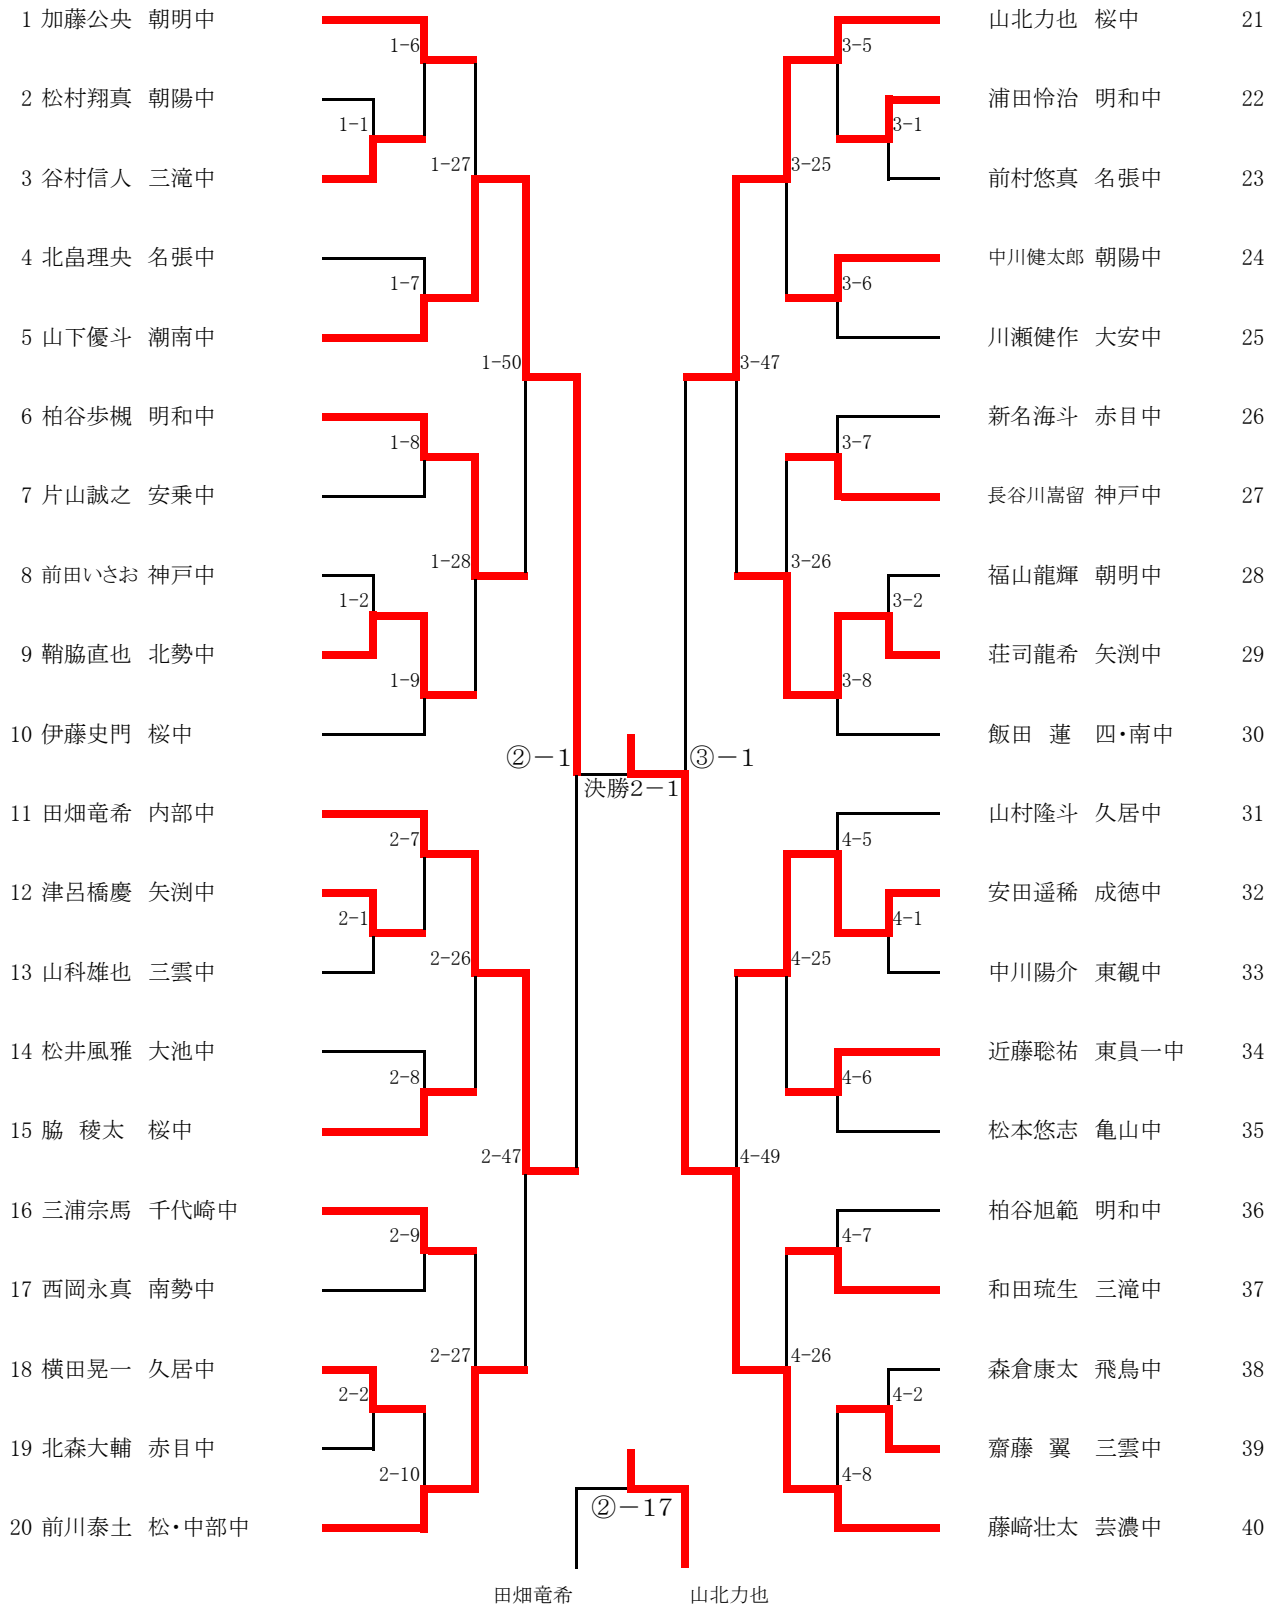 1 加藤公央 朝明中
2 松村翔真 朝陽中
3 谷村信人 三滝中
4 北畠理央 名張中
5 山下優斗 潮南中
6 柏谷歩槻 明和中
7 片山誠之 安乗中
8 前田いさお 神戸中
9 鞆脇直也 北勢中
10 伊藤史門 桜中
11 田畑竜希 内部中
12 津呂橋慶 矢渕中
13 山科雄也 三雲中
14 松井風雅 大池中
15 脇 稜太 桜中
16 三浦宗馬 千代崎中
17 西岡永真 南勢中
18 横田晃一 久居中
19 北森大輔 赤目中
20 前川泰土 松・中部中
1-6
1-1
1-27
1-7
1-50
1-8
1-28
1-2
1-9
②-1
2-7
2-1
2-26
2-8
2-47
2-9
2-27
2-2
2-10
決勝2-1
②-17
田畑竜希
山北力也
③-1
3-5
3-1
3-25
3-6
3-47
3-7
3-26
3-2
3-8
4-5
4-1
4-25
4-6
4-49
4-7
4-26
4-2
4-8
山北力也 桜中 21
浦田怜治 明和中 22
前村悠真 名張中 23
中川健太郎 朝陽中 24
川瀬健作 大安中 25
新名海斗 赤目中 26
長谷川嵩留 神戸中 27
福山龍輝 朝明中 28
荘司龍希 矢渕中 29
飯田 蓮 四・南中 30
山村隆斗 久居中 31
安田遥稀 成徳中 32
中川陽介 東観中 33
近藤聡祐 東員一中 34
松本悠志 亀山中 35
柏谷旭範 明和中 36
和田琉生 三滝中 37
森倉康太 飛鳥中 38
齋藤 翼 三雲中 39
藤﨑壮太 芸濃中 40